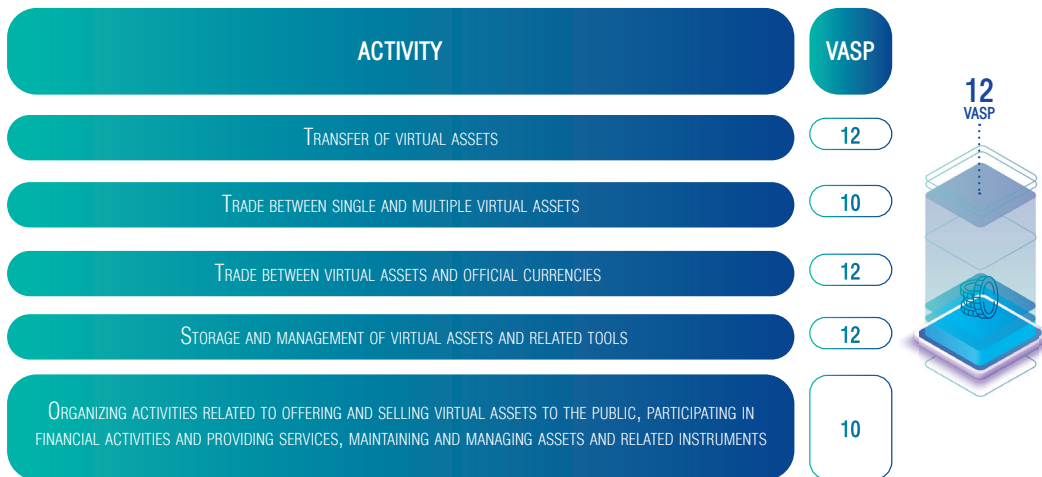 ACTIVITY
VASP
TRANSFER OF VIRTUAL ASSETS
12
TRADE BETWEEN SINGLE AND MULTIPLE VIRTUAL ASSETS
10
TRADE BETWEEN VIRTUAL ASSETS AND OFFICIAL CURRENCIES
12
STORAGE AND MANAGEMENT OF VIRTUAL ASSETS AND RELATED TOOLS
12
ORGANIZING ACTIVITIES RELATED TO OFFERING AND SELLING VIRTUAL ASSETS TO THE PUBLIC, PARTICIPATING IN
FINANCIAL ACTIVITIES AND PROVIDING SERVICES, MAINTAINING AND MANAGING ASSETS AND RELATED INSTRUMENTS
10
12
VASP